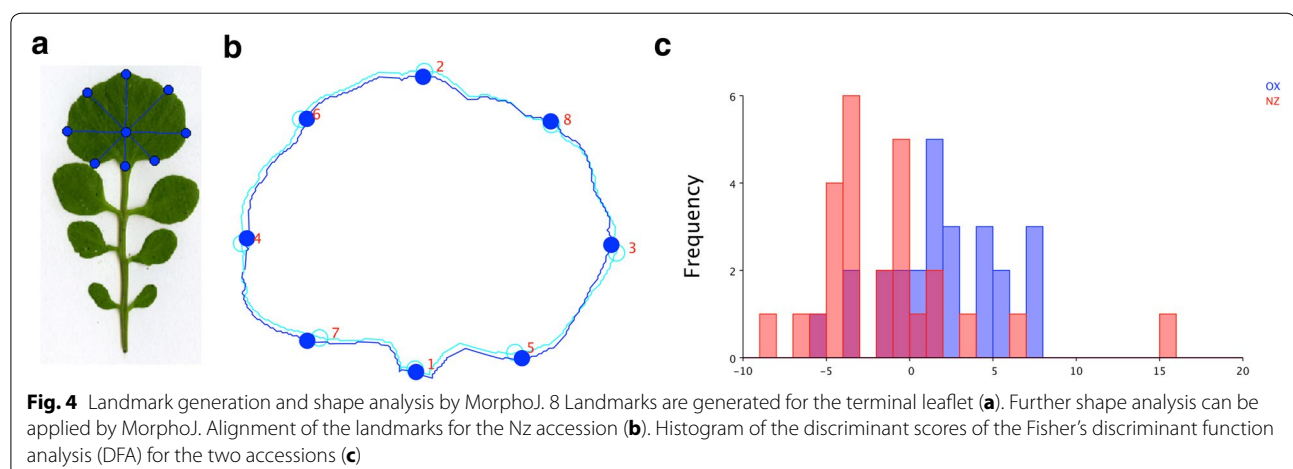 a
b
c
2
6
8
4
3
7
5
1
OX
NZ
Frequency
6
4
2
0
−10 −5 0 5 10 15 20
Fig. 4 Landmark generation and shape analysis by MorphoJ. 8 Landmarks are generated for the terminal leaflet (a). Further shape analysis can be
applied by MorphoJ. Alignment of the landmarks for the Nz accession (b). Histogram of the discriminant scores of the Fisher’s discriminant function
analysis (DFA) for the two accessions (c)